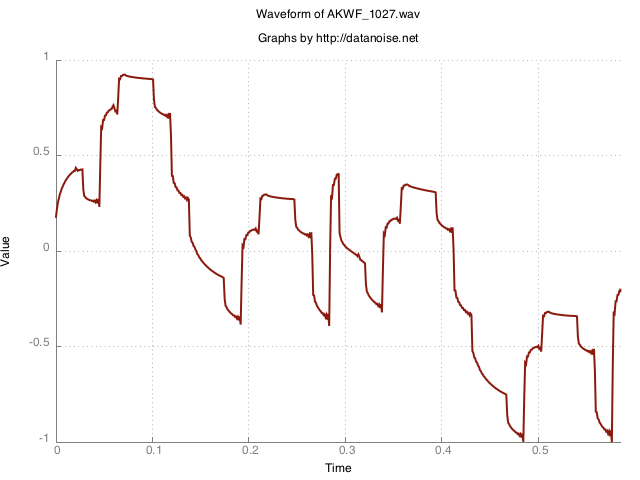 Waveform of AKWF_1027.wav
Graphs by http://datanoise.net
1
0.5
0
-0.5
-1
Value
0 0.1 0.2 0.3 0.4 0.5
Time